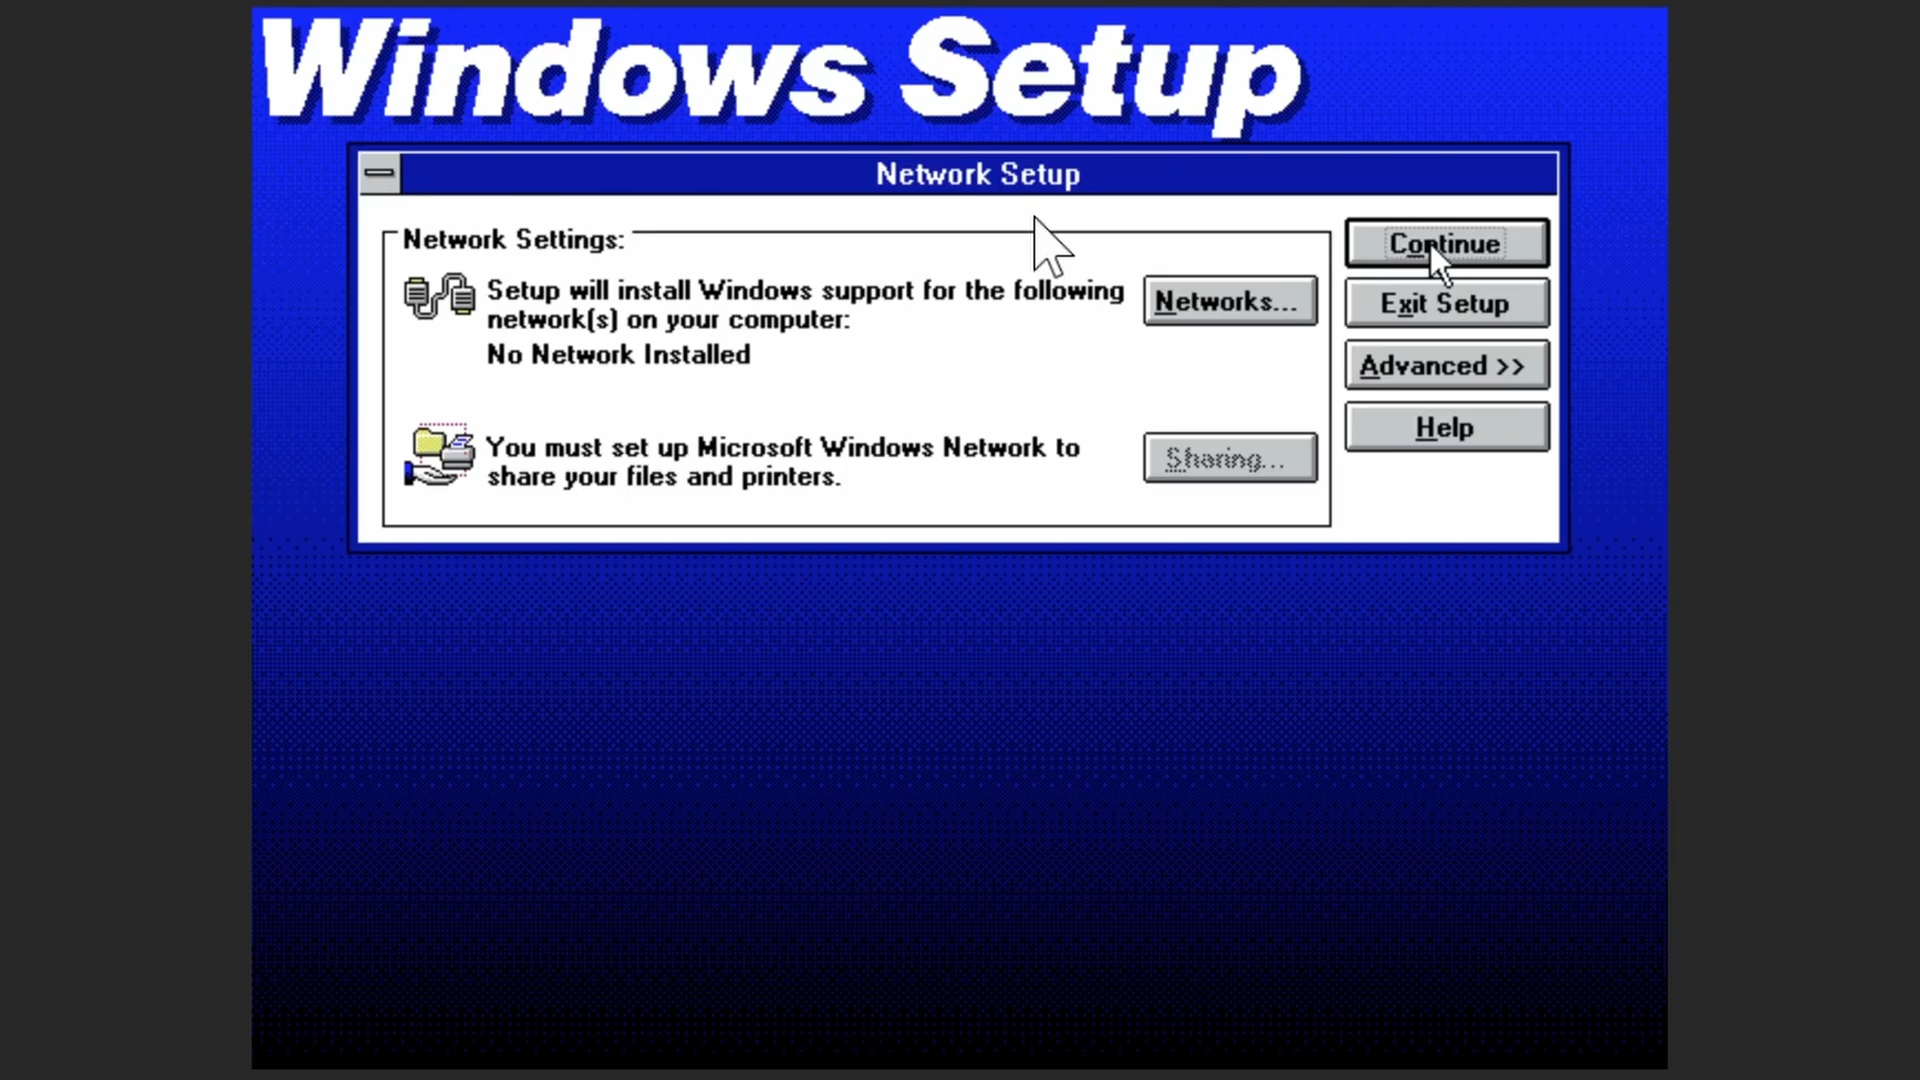 Windows Setup
Network Setup
Network Settings:
Setup will install Windows support for the following
network(s) on your computer:
No Network Installed
Networks...
You must set up Microsoft Windows Network to
share your files and printers.
Sharing...
Continue
Exit Setup
Advanced >>
Help